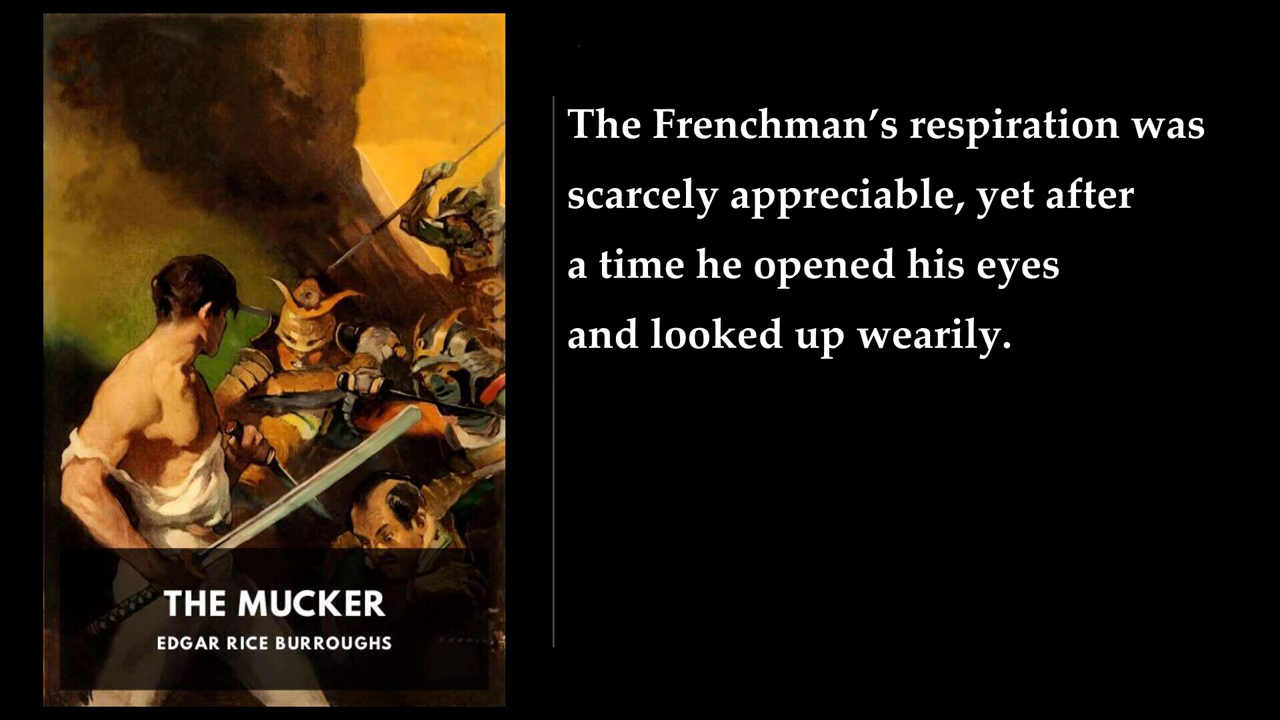 The Frenchman’s respiration was
scarcely appreciable, yet after
a time he opened his eyes
and looked up wearily.
THE MUCKER
EDGAR RICE BURROUGHS